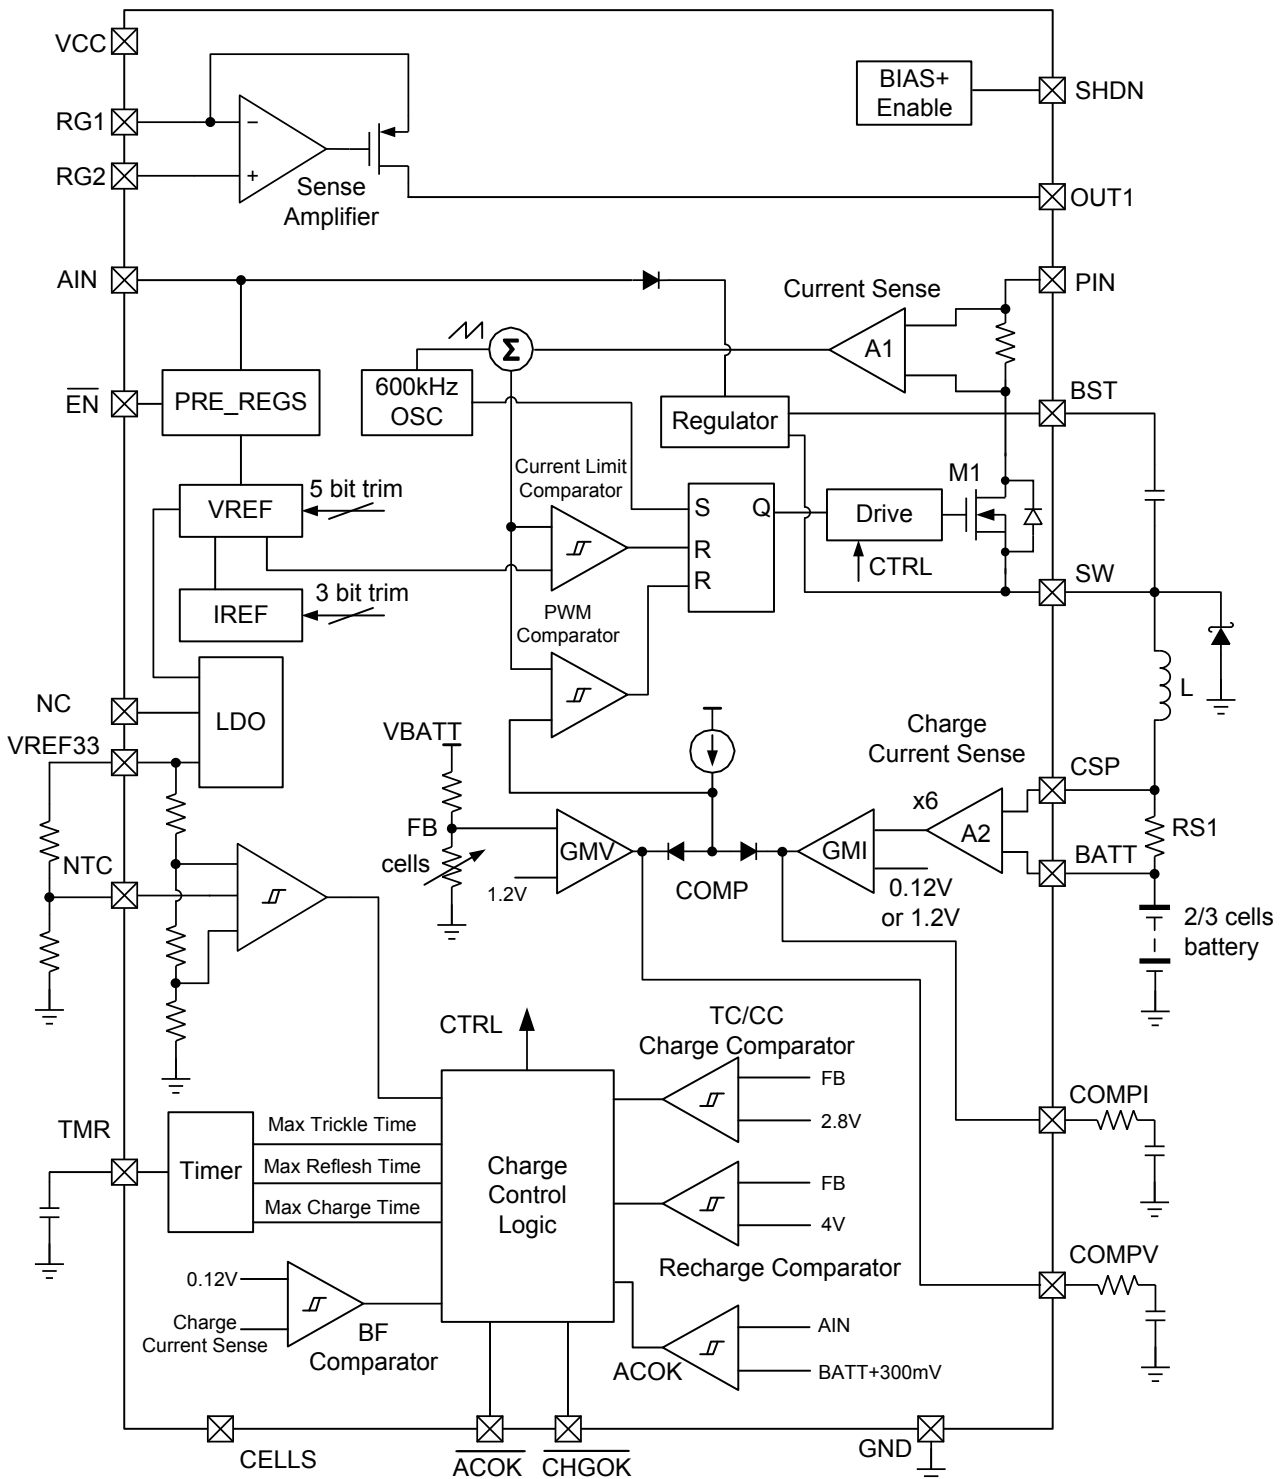 VCC
BIAS+
Enable
SHDN
RG1
−
RG2
+
Sense
Amplifier
OUT1
AIN
Current Sense
PIN
Σ
A1
EN
PRE_REGS
600kHz
OSC
Regulator
BST
Current Limit
Comparator
M1
VREF
5 bit trim
S
Q
Drive
R
CTRL
SW
R
IREF
3 bit trim
PWM
Comparator
LDO
NC
L
VREF33
VBATT
Charge
Current Sense
CSP
x6
FB
GMV
GMI
A2
RS1
NTC
cells
BATT
1.2V
COMP
0.12V
or 1.2V
2/3 cells
battery
CTRL
TC/CC
Charge Comparator
FB
2.8V
COMPI
TMR
Timer
Max Trickle Time
Max Reflesh Time
Max Charge Time
Charge
Control
Logic
FB
4V
Recharge Comparator
COMPV
0.12V
Charge
Current Sense
BF
Comparator
AIN
ACOK
BATT+300mV
CELLS
ACOK
CHGOK
GND